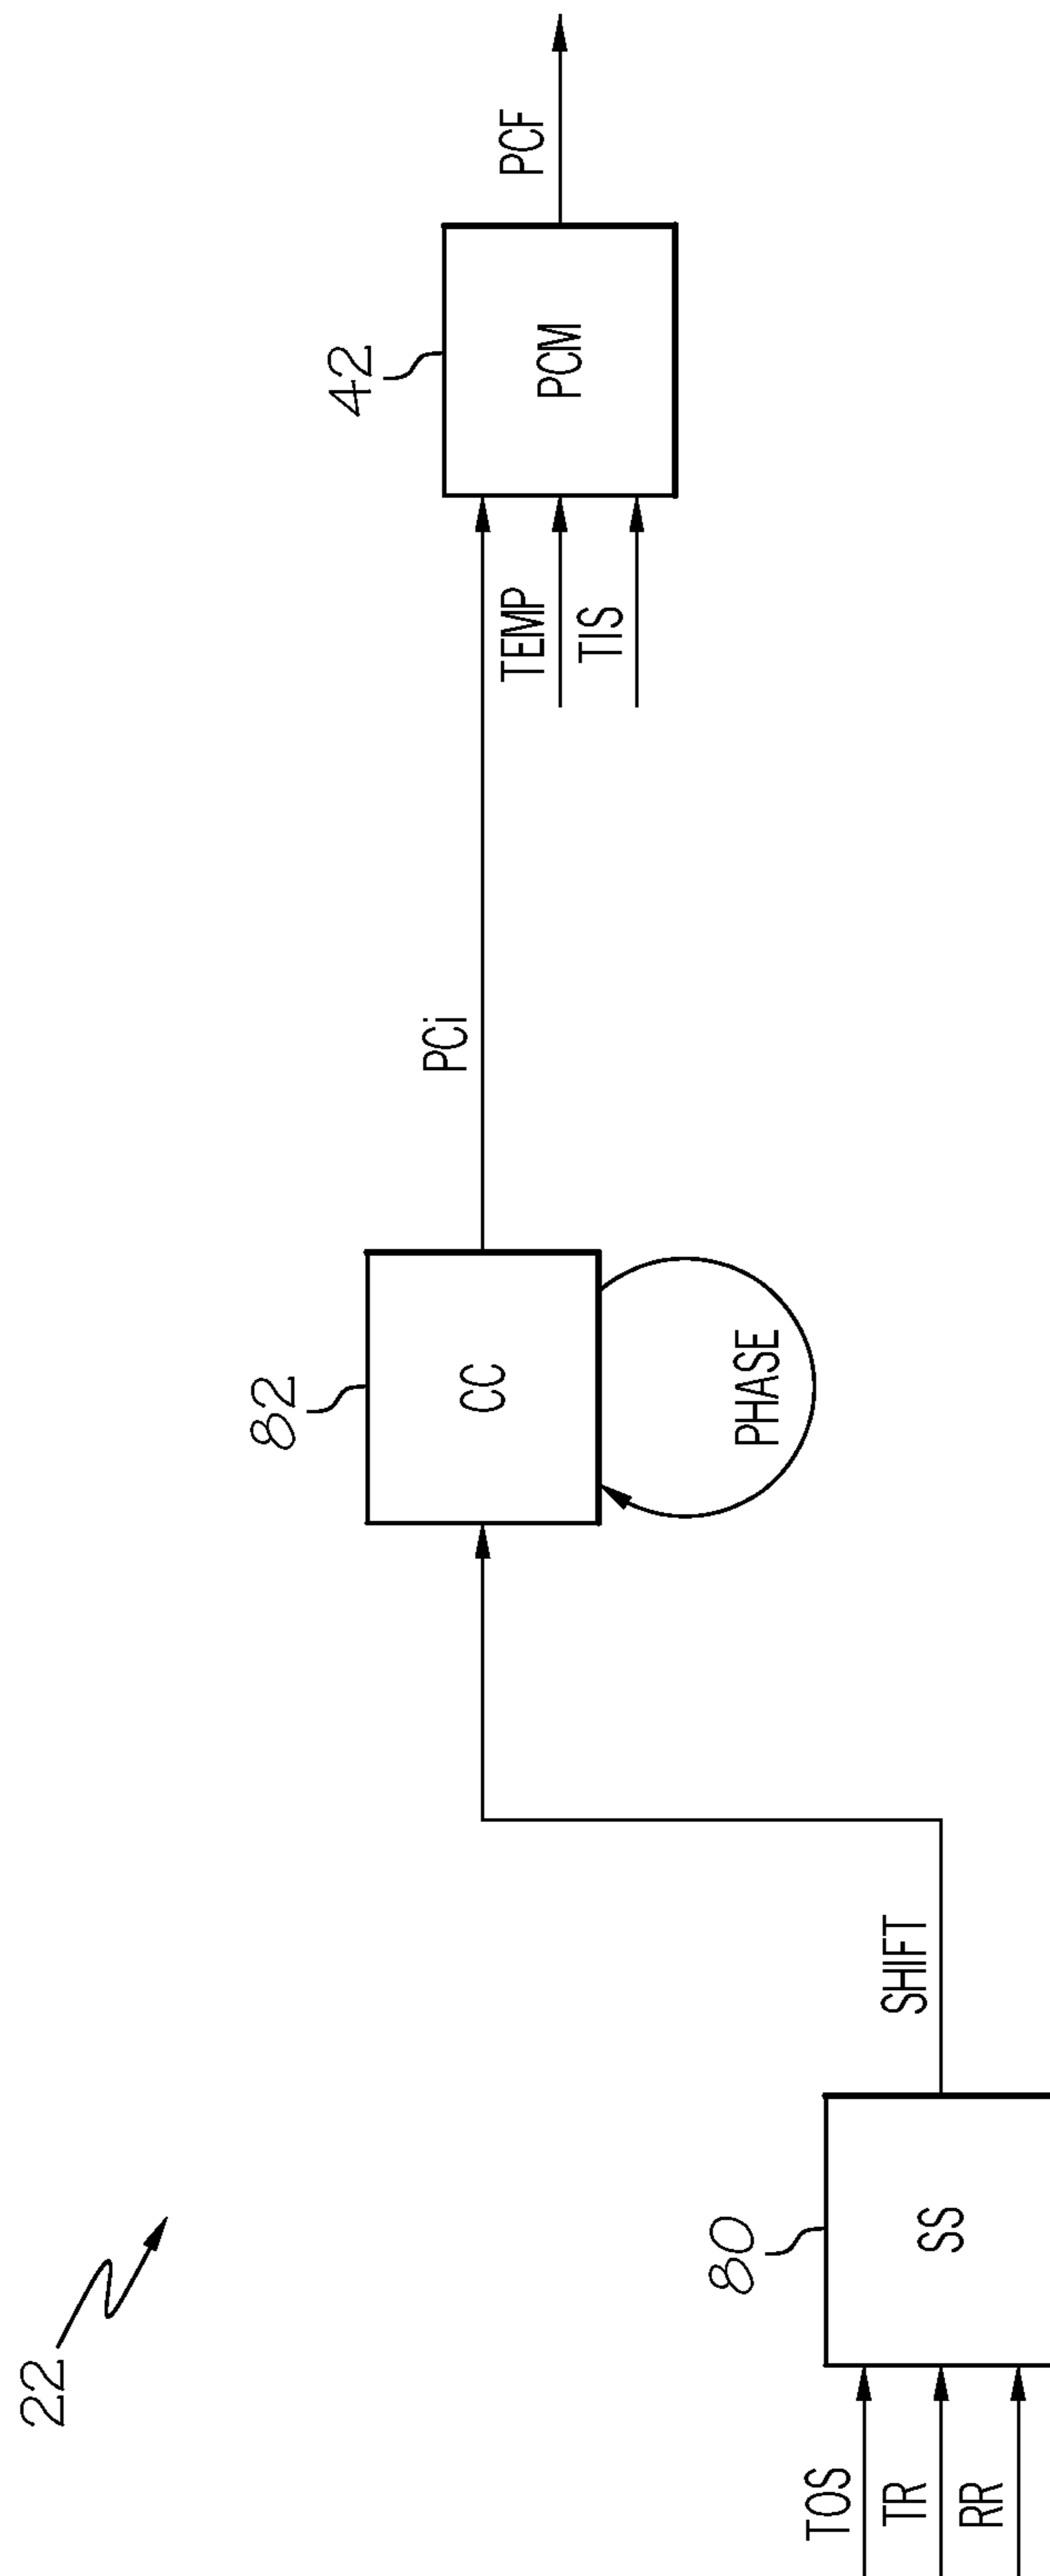 22
TOS
TR
RR
80
SS
SHIFT
82
CC
PHASE
PCi
TEMP
TIS
42
PCM
PCF